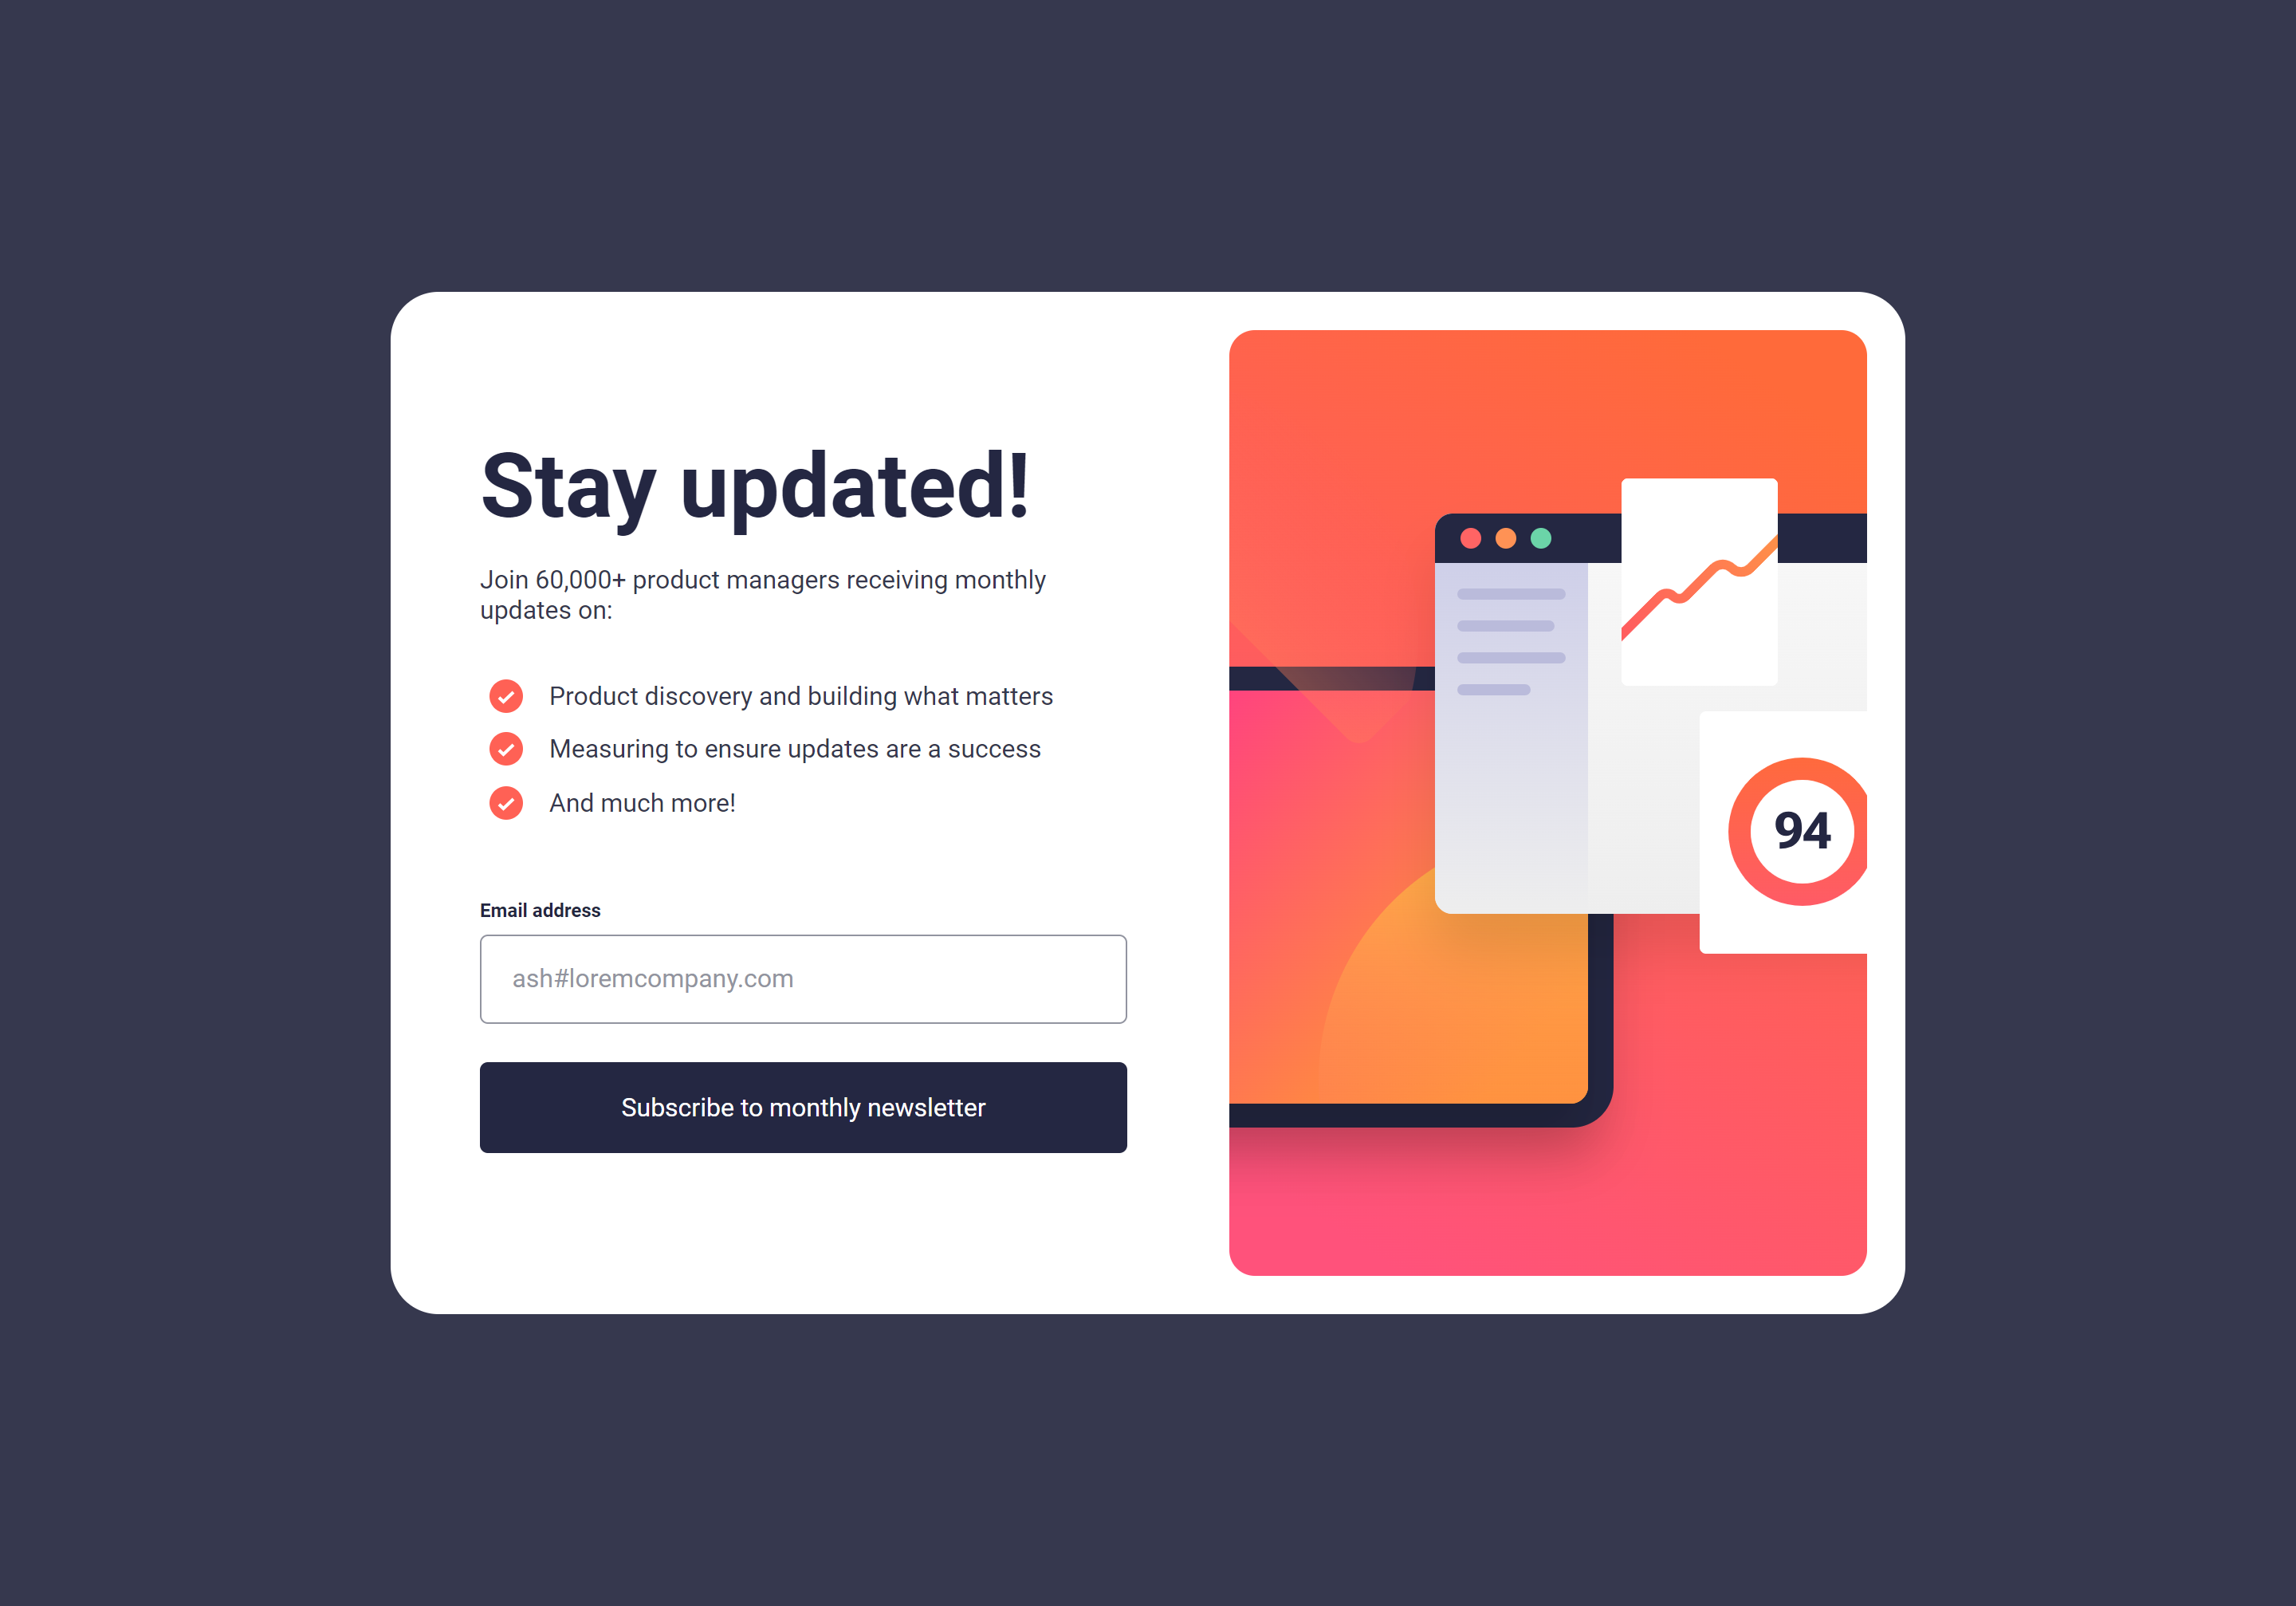 Stay updated!
Join 60,000+ product managers receiving monthly
updates on:
Product discovery and building what matters
Measuring to ensure updates are a success
And much more!
Email address
ash#loremcompany.com
Subscribe to monthly newsletter
94